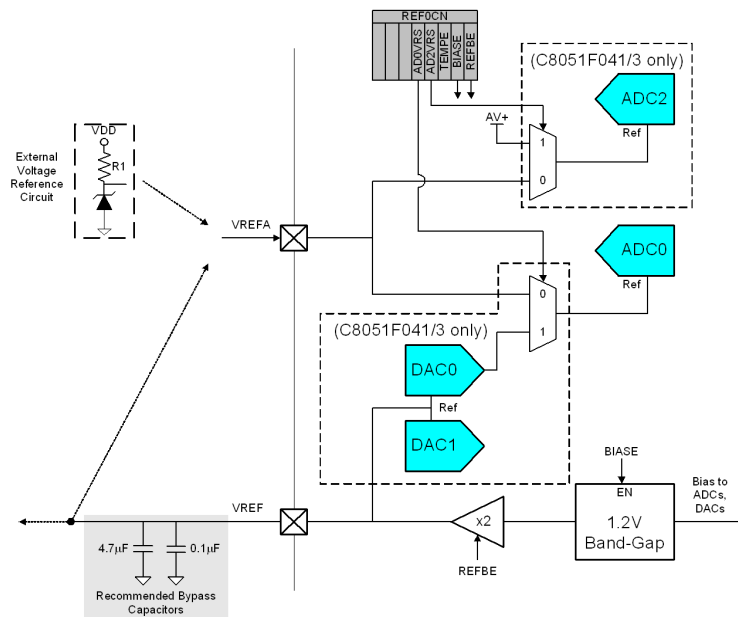 REF0CN
AD0VRS
AD2VRS
TEMPE
BIASE
REFBE
(C8051F041/3 only)
ADC2
Ref
AV+
1
0
VDD
R1
External
Voltage
Reference
Circuit
VREFA
ADC0
Ref
0
1
(C8051F041/3 only)
DAC0
Ref
DAC1
BIASE
EN
1.2V
Band-Gap
Bias to
ADCs,
DACs
x2
REFBE
VREF
4.7µF
0.1µF
Recommended Bypass
Capacitors